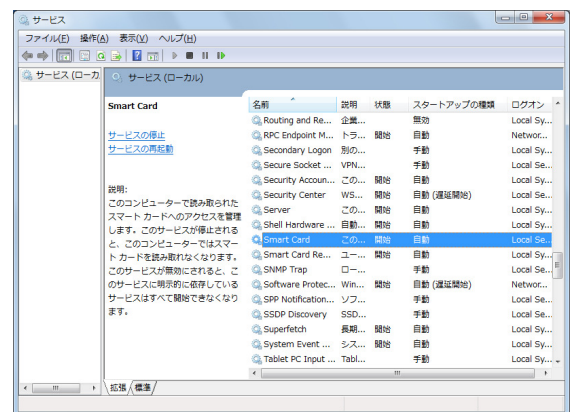 サービス
ファイル(F) 操作(A) 表示(V) ヘルプ(H)
サービス (ローカ
サービス (ローカル)
Smart Card
サービスの停止
サービスの再起動
説明:
このコンピューターで読み取られた
スマート カードへのアクセスを管理
します。このサービスが停止される
と、このコンピューターではスマー
ト カードを読み取れなくなります。
このサービスが無効にされると、こ
のサービスに明示的に依存している
サービスはすべて開始できなくなり
ます。
名前 説明 状態 スタートアップの種類 ログオン
Routing and Re... 企業... 無効 Local Sy...
RPC Endpoint M... トラ... 開始 自動 Networ...
Secondary Logon 別の... 手動 Local Sy...
Secure Socket ... VPN... 手動 Local Se...
Security Accoun... この... 開始 自動 Local Sy...
Security Center WS... 開始 自動 (遅延開始) Local Se...
Server この... 開始 自動 Local Sy...
Shell Hardware ... 自動... 開始 自動 Local Sy...
Smart Card この... 開始 自動 Local Se...
Smart Card Re... ユー... 開始 自動 Local Sy...
SNMP Trap ロー... 手動 Local Se...
Software Protec... Win... 開始 自動 (遅延開始) Networ...
SPP Notification... ソフ... 手動 Local Se...
SSDP Discovery SSD... 手動 Local Se...
Superfetch 長期... 開始 自動 Local Sy...
System Event ... シス... 開始 自動 Local Sy...
Tablet PC Input ... Tabl... 手動 Local Sy...
拡張 標準